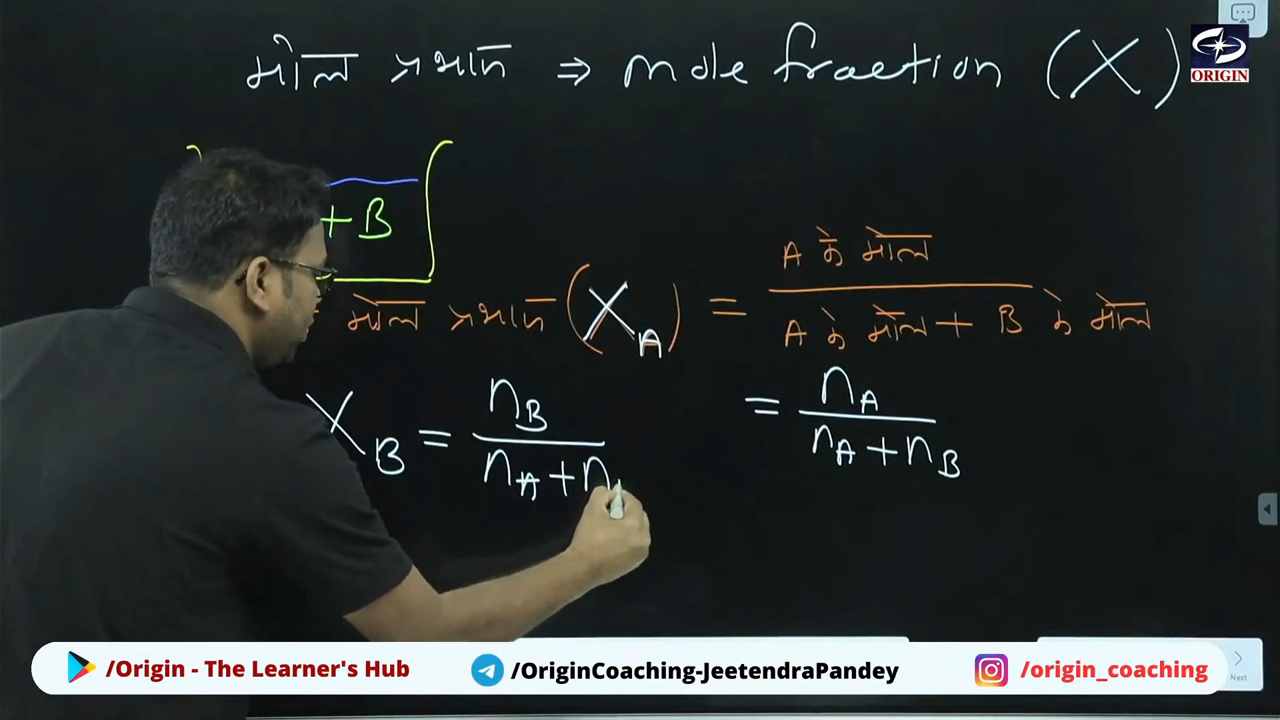 मोल प्रभाज ⇒ mole fraction (X)
ORIGIN
+ B
मोल प्रभाज (X_A) = A के मोल / A के मोल + B के मोल
= n_A / n_A + n_B
X_B = n_B / n_A + n
/Origin - The Learner's Hub
/OriginCoaching-JeetendraPandey
/origin_coaching
Next